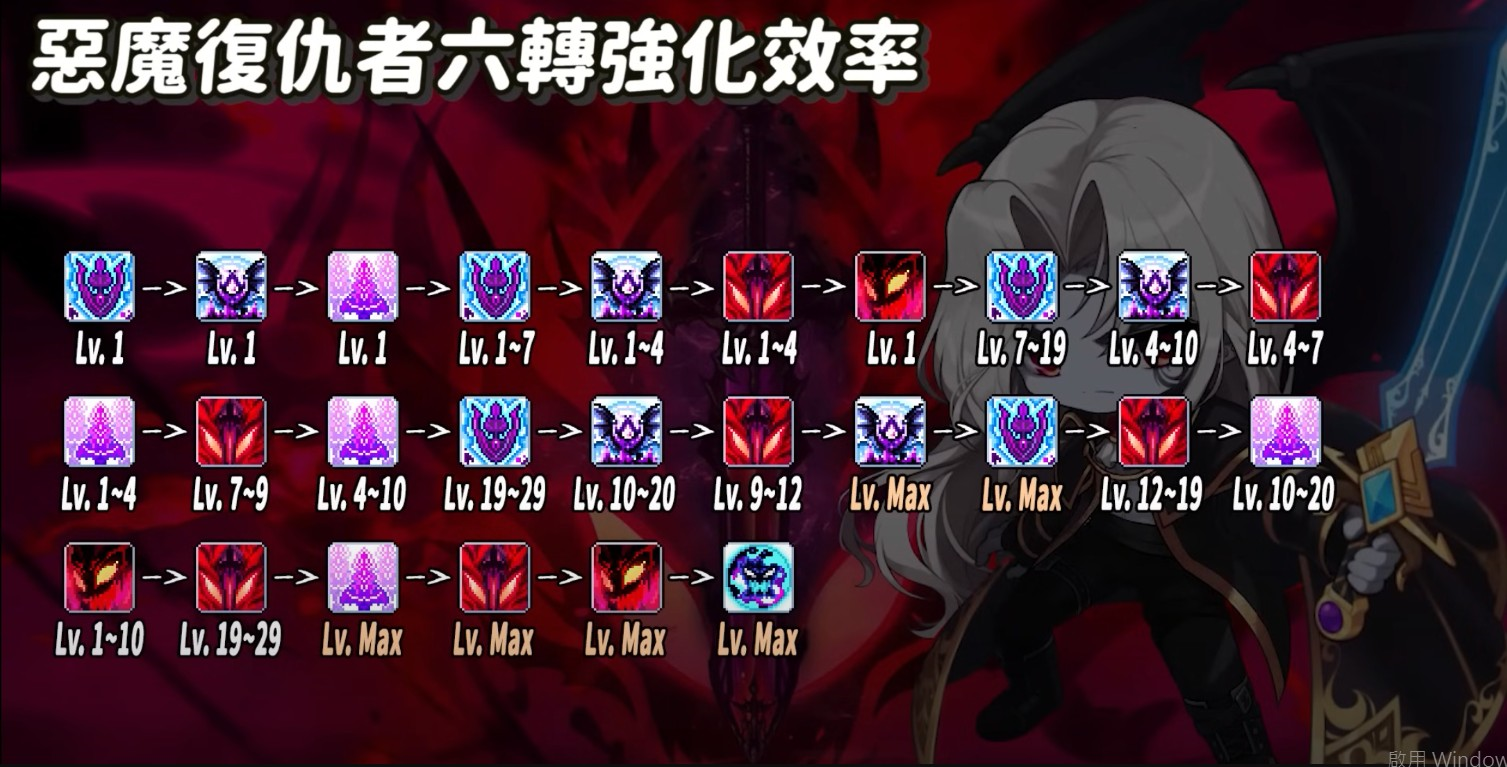 惡魔復仇者六轉強化效率
Lv. 1 Lv. 1 Lv. 1 Lv. 1~7 Lv. 1~4 Lv. 1~4 Lv. 1 Lv. 7~19 Lv. 4~10 Lv. 4~7
Lv. 1~4 Lv. 7~9 Lv. 4~10 Lv. 19~29 Lv. 10~20 Lv. 9~12 Lv. Max Lv. Max Lv. 12~19 Lv. 10~20
Lv. 1~10 Lv. 19~29 Lv. Max Lv. Max Lv. Max Lv. Max
啟用 Window